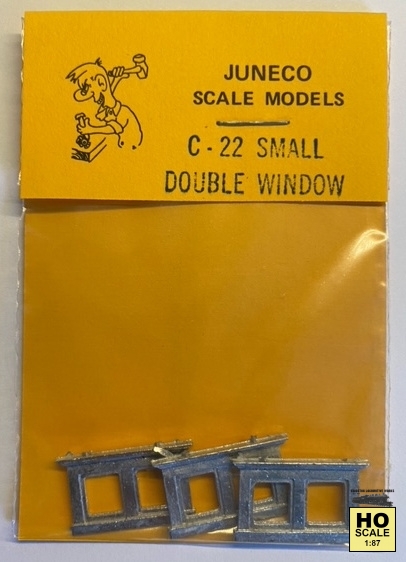 JUNECO
SCALE MODELS
C-22 SMALL
DOUBLE WINDOW
HO
SCALE
1:87